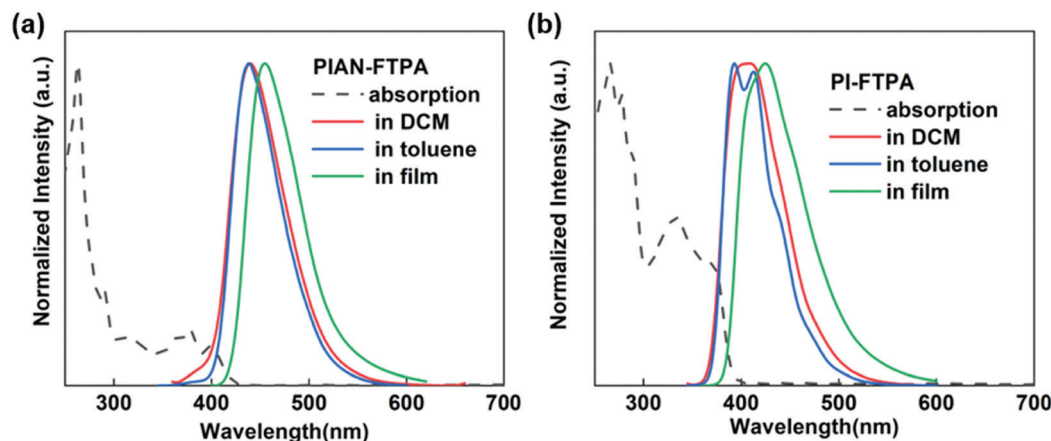 (a)
Normalized Intensity (a.u.)
PIAN-FTPA
absorption
in DCM
in toluene
in film
300 400 500 600 700
Wavelength(nm)
(b)
Normalized Intensity (a.u.)
PI-FTPA
absorption
in DCM
in toluene
in film
300 400 500 600 700
Wavelength(nm)